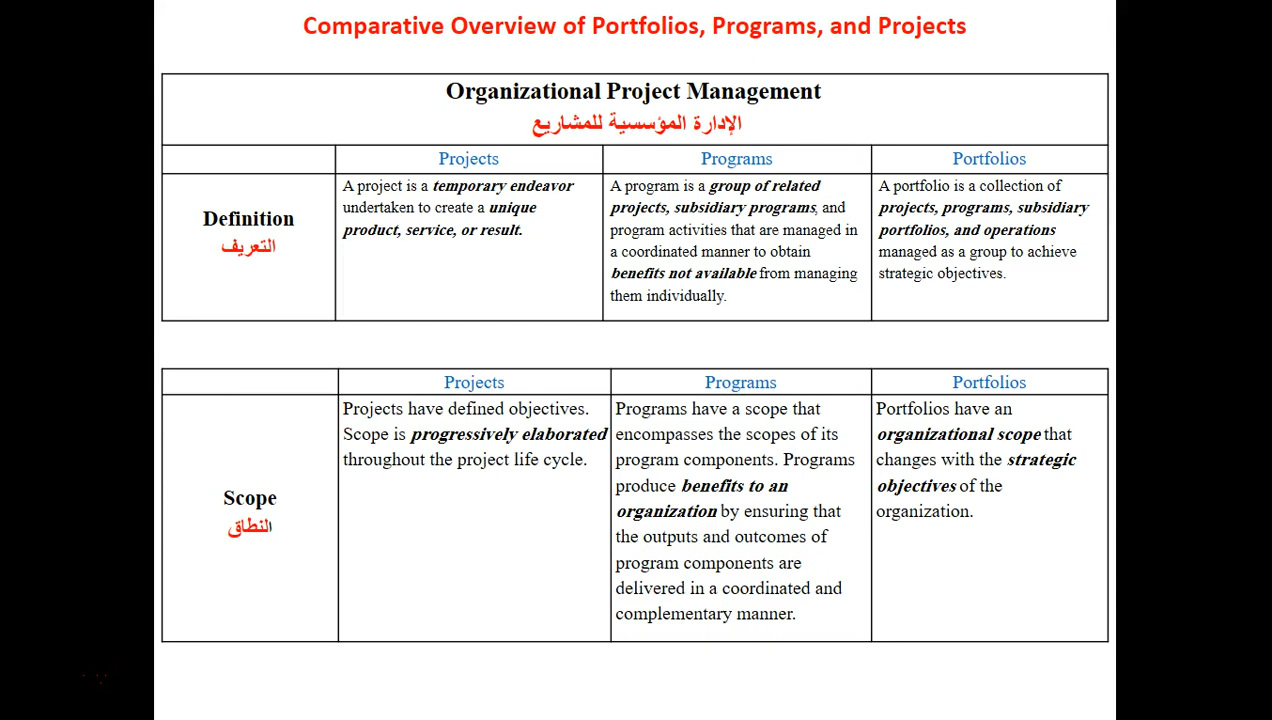 Comparative Overview of Portfolios, Programs, and Projects
Organizational Project Management
الإدارة المؤسسية للمشاريع
Projects
Programs
Portfolios
Definition
التعريف
A project is a temporary endeavor
undertaken to create a unique
product, service, or result.
A program is a group of related
projects, subsidiary programs, and
program activities that are managed in
a coordinated manner to obtain
benefits not available from managing
them individually.
A portfolio is a collection of
projects, programs, subsidiary
portfolios, and operations
managed as a group to achieve
strategic objectives.
Projects
Programs
Portfolios
Scope
النطاق
Projects have defined objectives.
Scope is progressively elaborated
throughout the project life cycle.
Programs have a scope that
encompasses the scopes of its
program components. Programs
produce benefits to an
organization by ensuring that
the outputs and outcomes of
program components are
delivered in a coordinated and
complementary manner.
Portfolios have an
organizational scope that
changes with the strategic
objectives of the
organization.